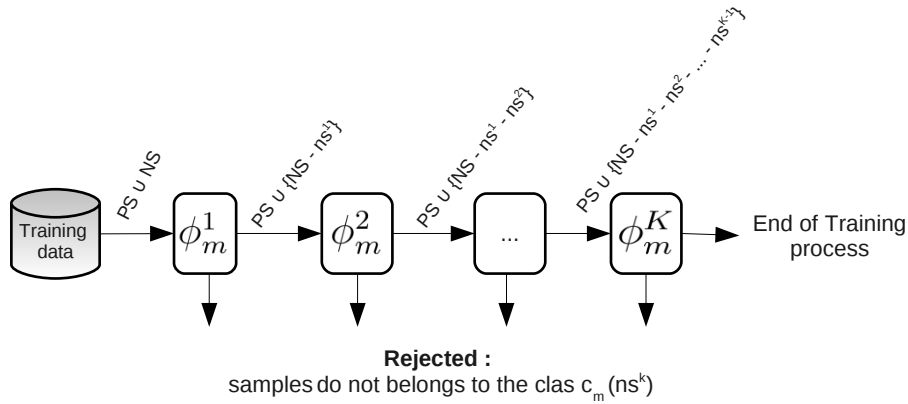 PS ∪ NS
PS ∪ {NS - ns¹}
PS ∪ {NS - ns¹ - ns²}
PS ∪ {NS - ns¹ - ns² - ... - nsᴷ⁻¹}
Training
data
ϕ¹ₘ
ϕ²ₘ
...
ϕᴷₘ
End of Training
process
Rejected :
samples do not belongs to the clas cₘ(nsᵏ)